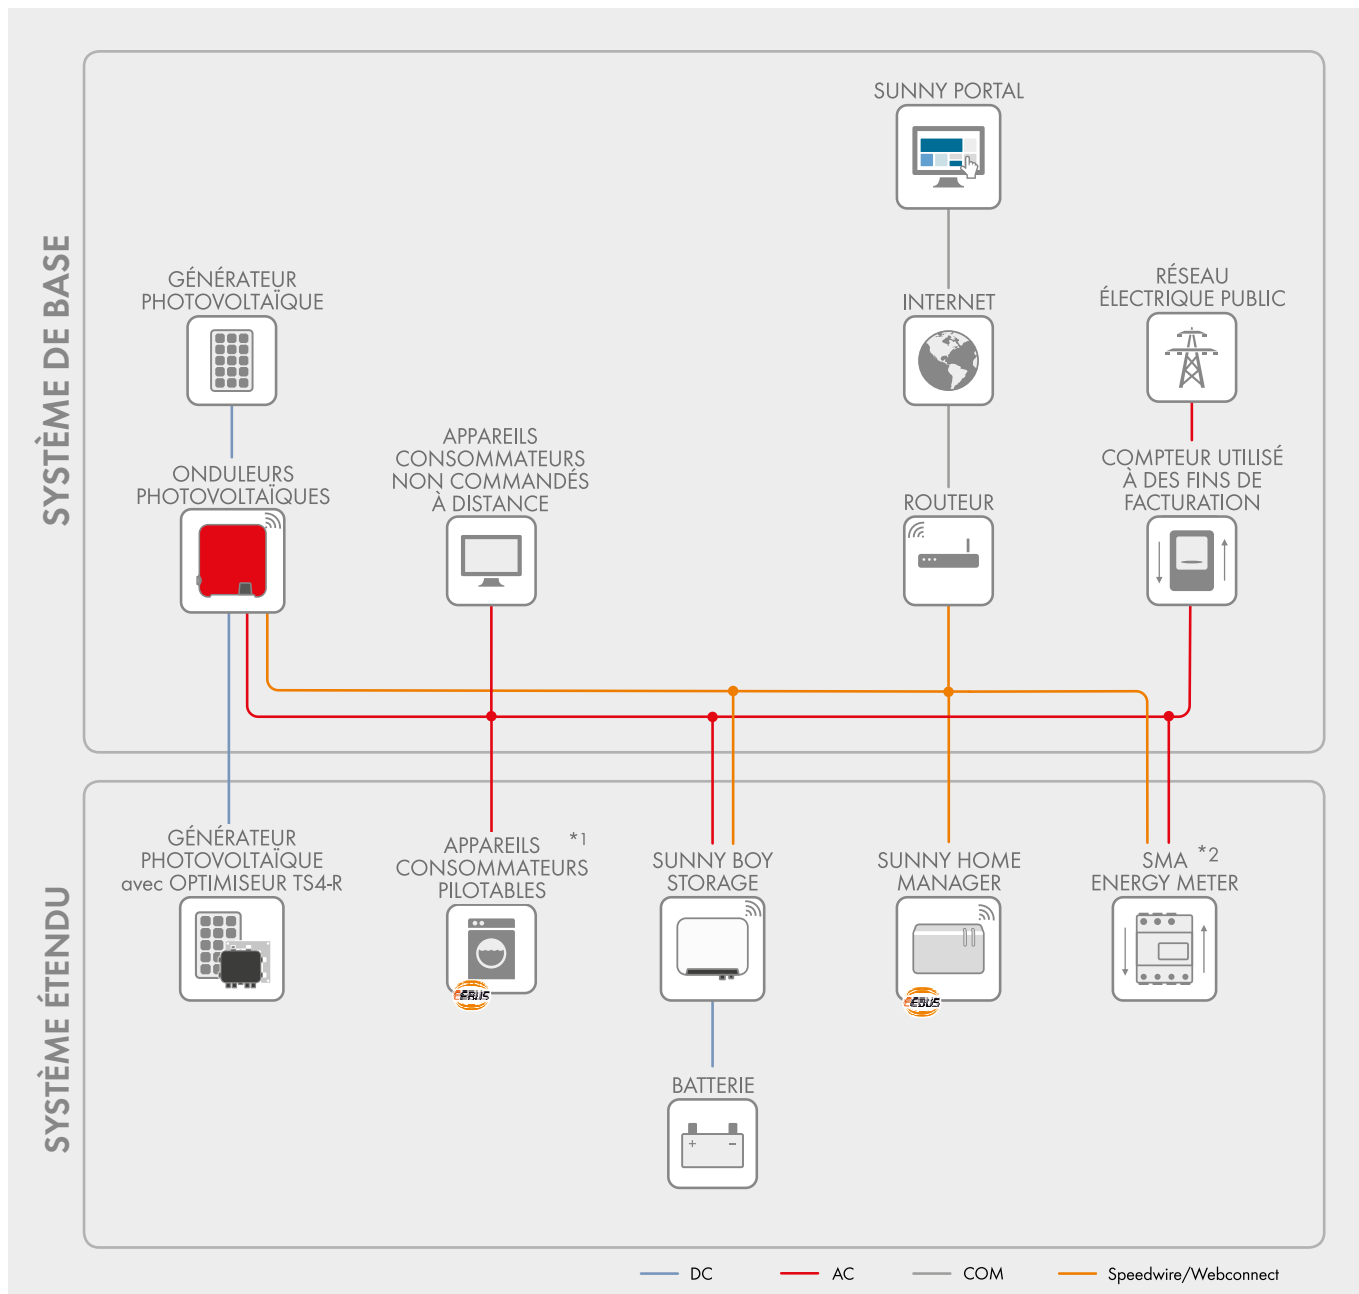 SYSTÈME DE BASE
SUNNY PORTAL
GÉNÉRATEUR
PHOTOVOLTAÏQUE
INTERNET
RÉSEAU
ÉLECTRIQUE PUBLIC
ONDULEURS
PHOTOVOLTAÏQUES
APPAREILS
CONSOMMATEURS
NON COMMANDÉS
À DISTANCE
ROUTEUR
COMPTEUR UTILISÉ
À DES FINS DE
FACTURATION
SYSTÈME ÉTENDU
GÉNÉRATEUR
PHOTOVOLTAÏQUE
avec OPTIMISEUR TS4-R
APPAREILS *1
CONSOMMATEURS
PILOTABLES
EEBUS
SUNNY BOY
STORAGE
SUNNY HOME
MANAGER
EEBUS
SMA *2
ENERGY METER
BATTERIE
+ −
DC
AC
COM
Speedwire/Webconnect